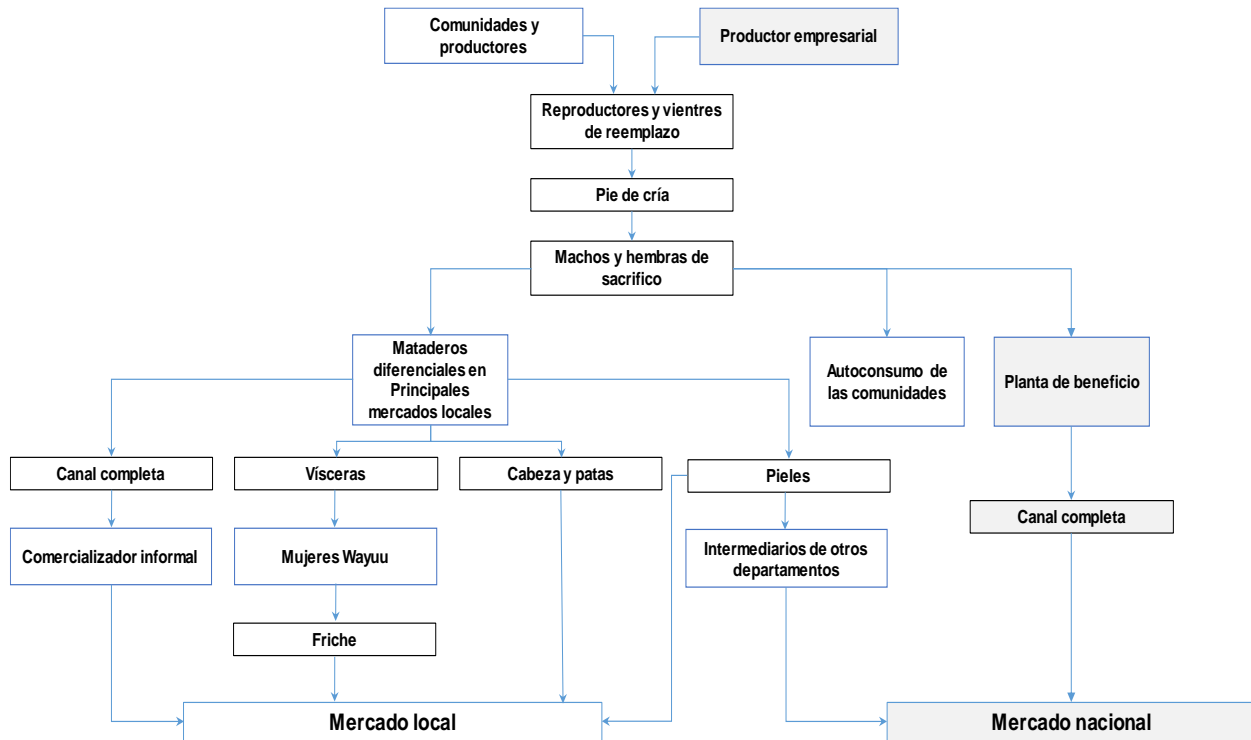 Comunidades y
productores
Productor empresarial
Reproductores y vientres
de reemplazo
Pie de cría
Machos y hembras de
sacrifico
Mataderos
diferenciales en
Principales
mercados locales
Autoconsumo de
las comunidades
Planta de beneficio
Canal completa
Vísceras
Cabeza y patas
Pieles
Canal completa
Comercializador informal
Mujeres Wayuu
Intermediarios de otros
departamentos
Friche
Mercado local
Mercado nacional